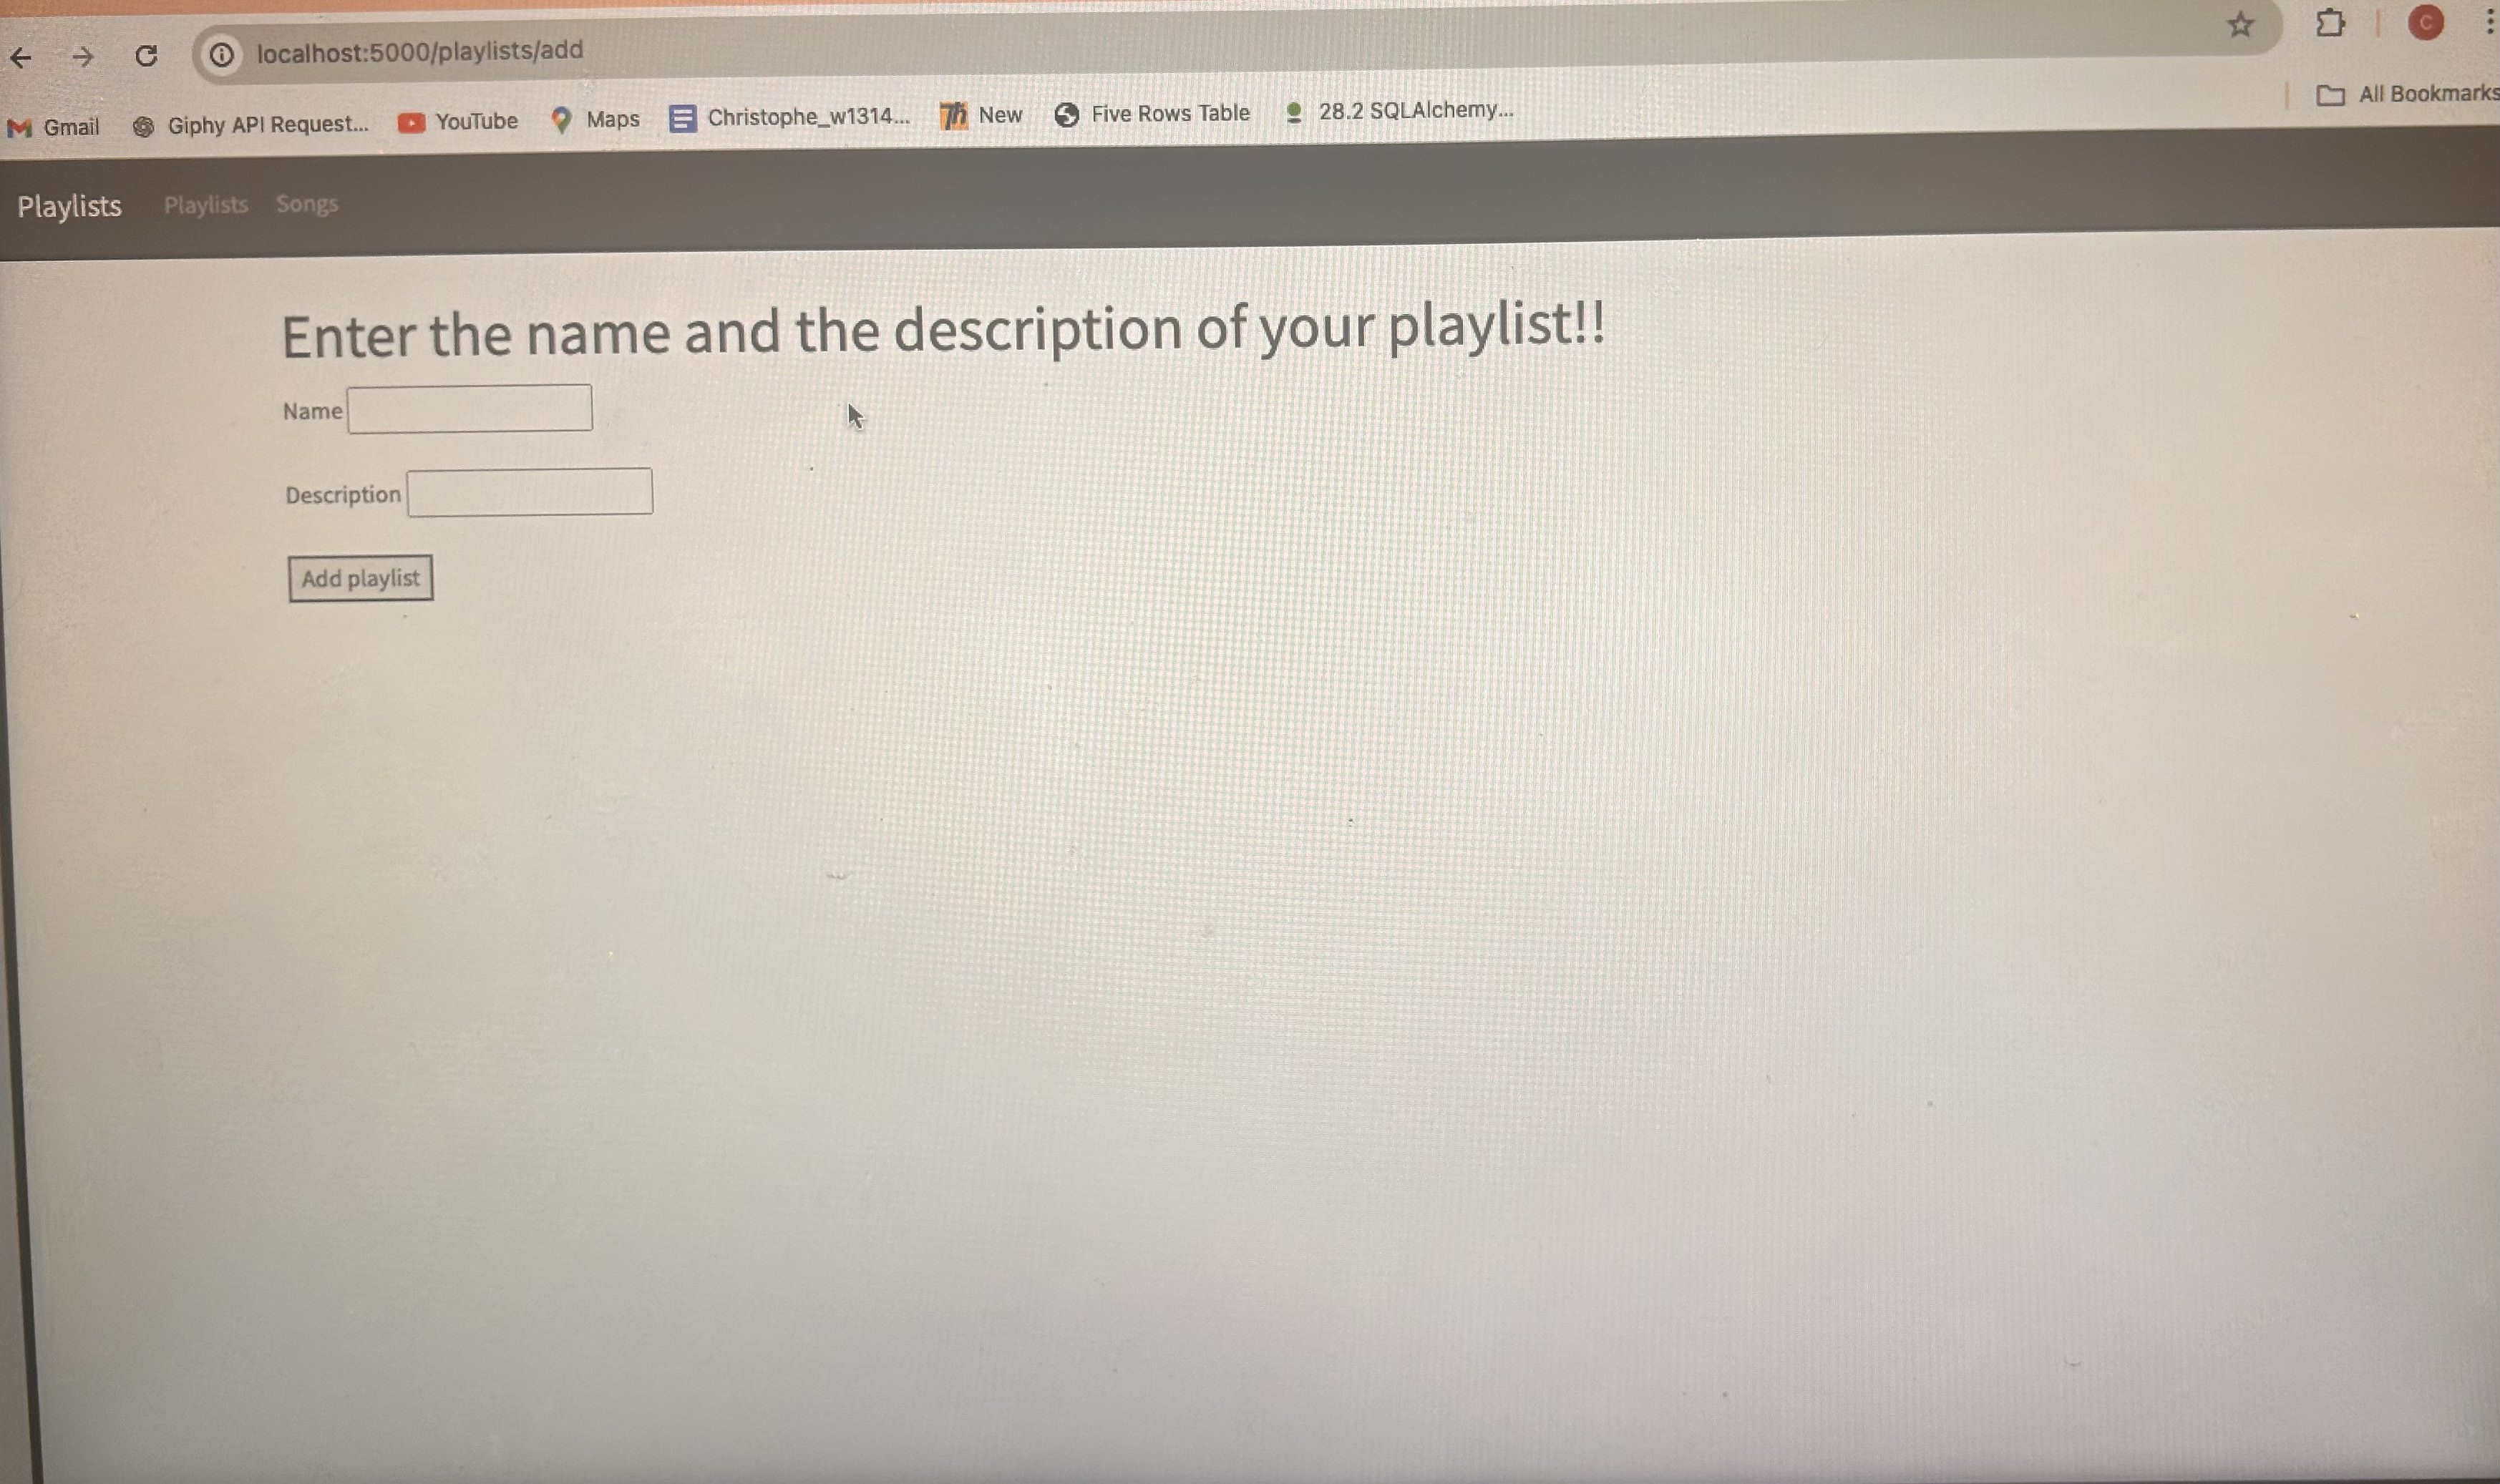 localhost:5000/playlists/add
C
Gmail Giphy API Request... YouTube Maps Christophe_w1314... New Five Rows Table 28.2 SQLAlchemy... All Bookmarks
Playlists Playlists Songs
Enter the name and the description of your playlist!!
Name
Description
Add playlist